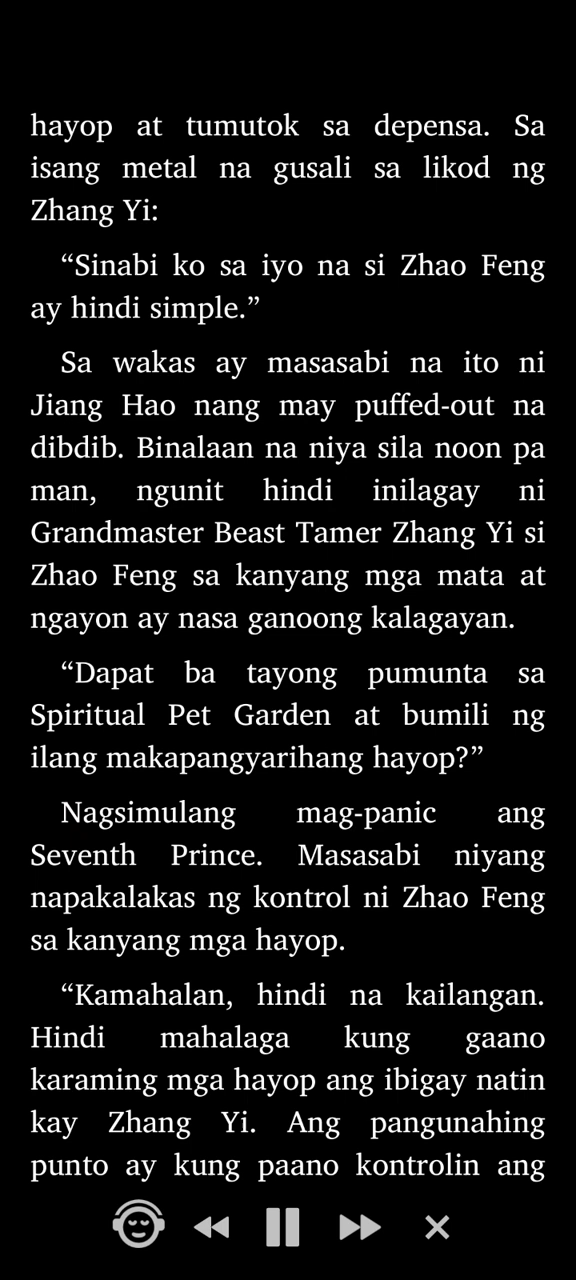 hayop at tumutok sa depensa. Sa
isang metal na gusali sa likod ng
Zhang Yi:
“Sinabi ko sa iyo na si Zhao Feng
ay hindi simple.”
Sa wakas ay masasabi na ito ni
Jiang Hao nang may puffed-out na
dibdib. Binalaan na niya sila noon pa
man, ngunit hindi inilagay ni
Grandmaster Beast Tamer Zhang Yi si
Zhao Feng sa kanyang mga mata at
ngayon ay nasa ganoong kalagayan.
“Dapat ba tayong pumunta sa
Spiritual Pet Garden at bumili ng
ilang makapangyarihang hayop?”
Nagsimulang mag-panic ang
Seventh Prince. Masasabi niyang
napakalakas ng kontrol ni Zhao Feng
sa kanyang mga hayop.
“Kamahalan, hindi na kailangan.
Hindi mahalaga kung gaano
karaming mga hayop ang ibigay natin
kay Zhang Yi. Ang pangunahing
punto ay kung paano kontrolin ang